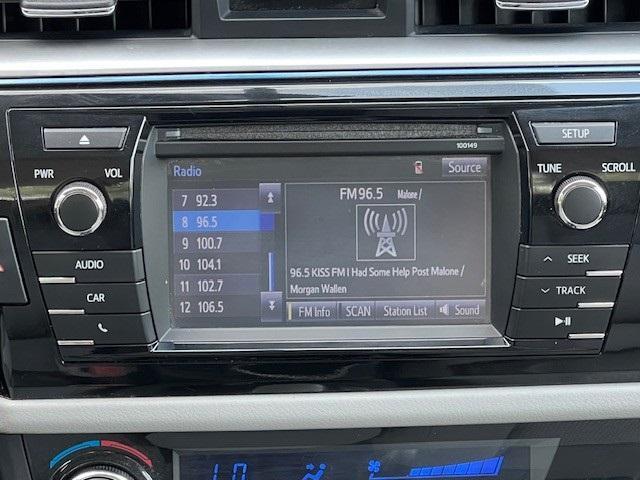 100149
SETUP
PWR VOL
TUNE SCROLL
Radio
Source
7 92.3
8 96.5
9 100.7
10 104.1
11 102.7
12 106.5
FM 96.5 Malone /
96.5 KISS FM I Had Some Help Post Malone /
Morgan Wallen
FM Info SCAN Station List Sound
AUDIO
CAR
SEEK
TRACK
LO